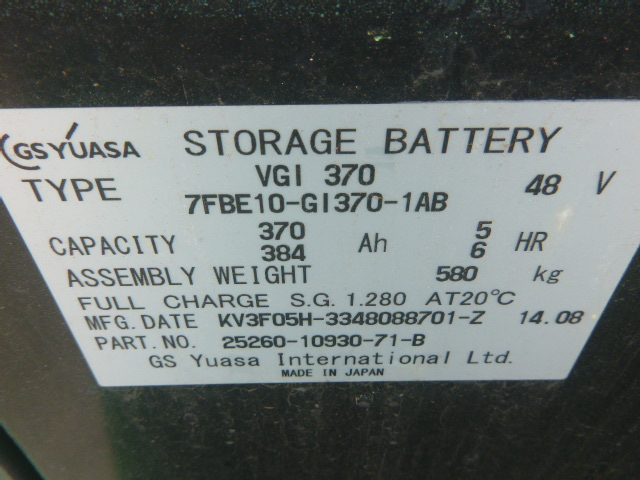 GS YUASA STORAGE BATTERY
TYPE VGI 370 48 V
7FBE10-GI370-1AB
CAPACITY 370 Ah 5 HR
384 6
ASSEMBLY WEIGHT 580 kg
FULL CHARGE S.G. 1.280 AT20℃
MFG. DATE KV3F05H-3348088701-Z 14.08
PART. NO. 25260-10930-71-B
GS Yuasa International Ltd.
MADE IN JAPAN